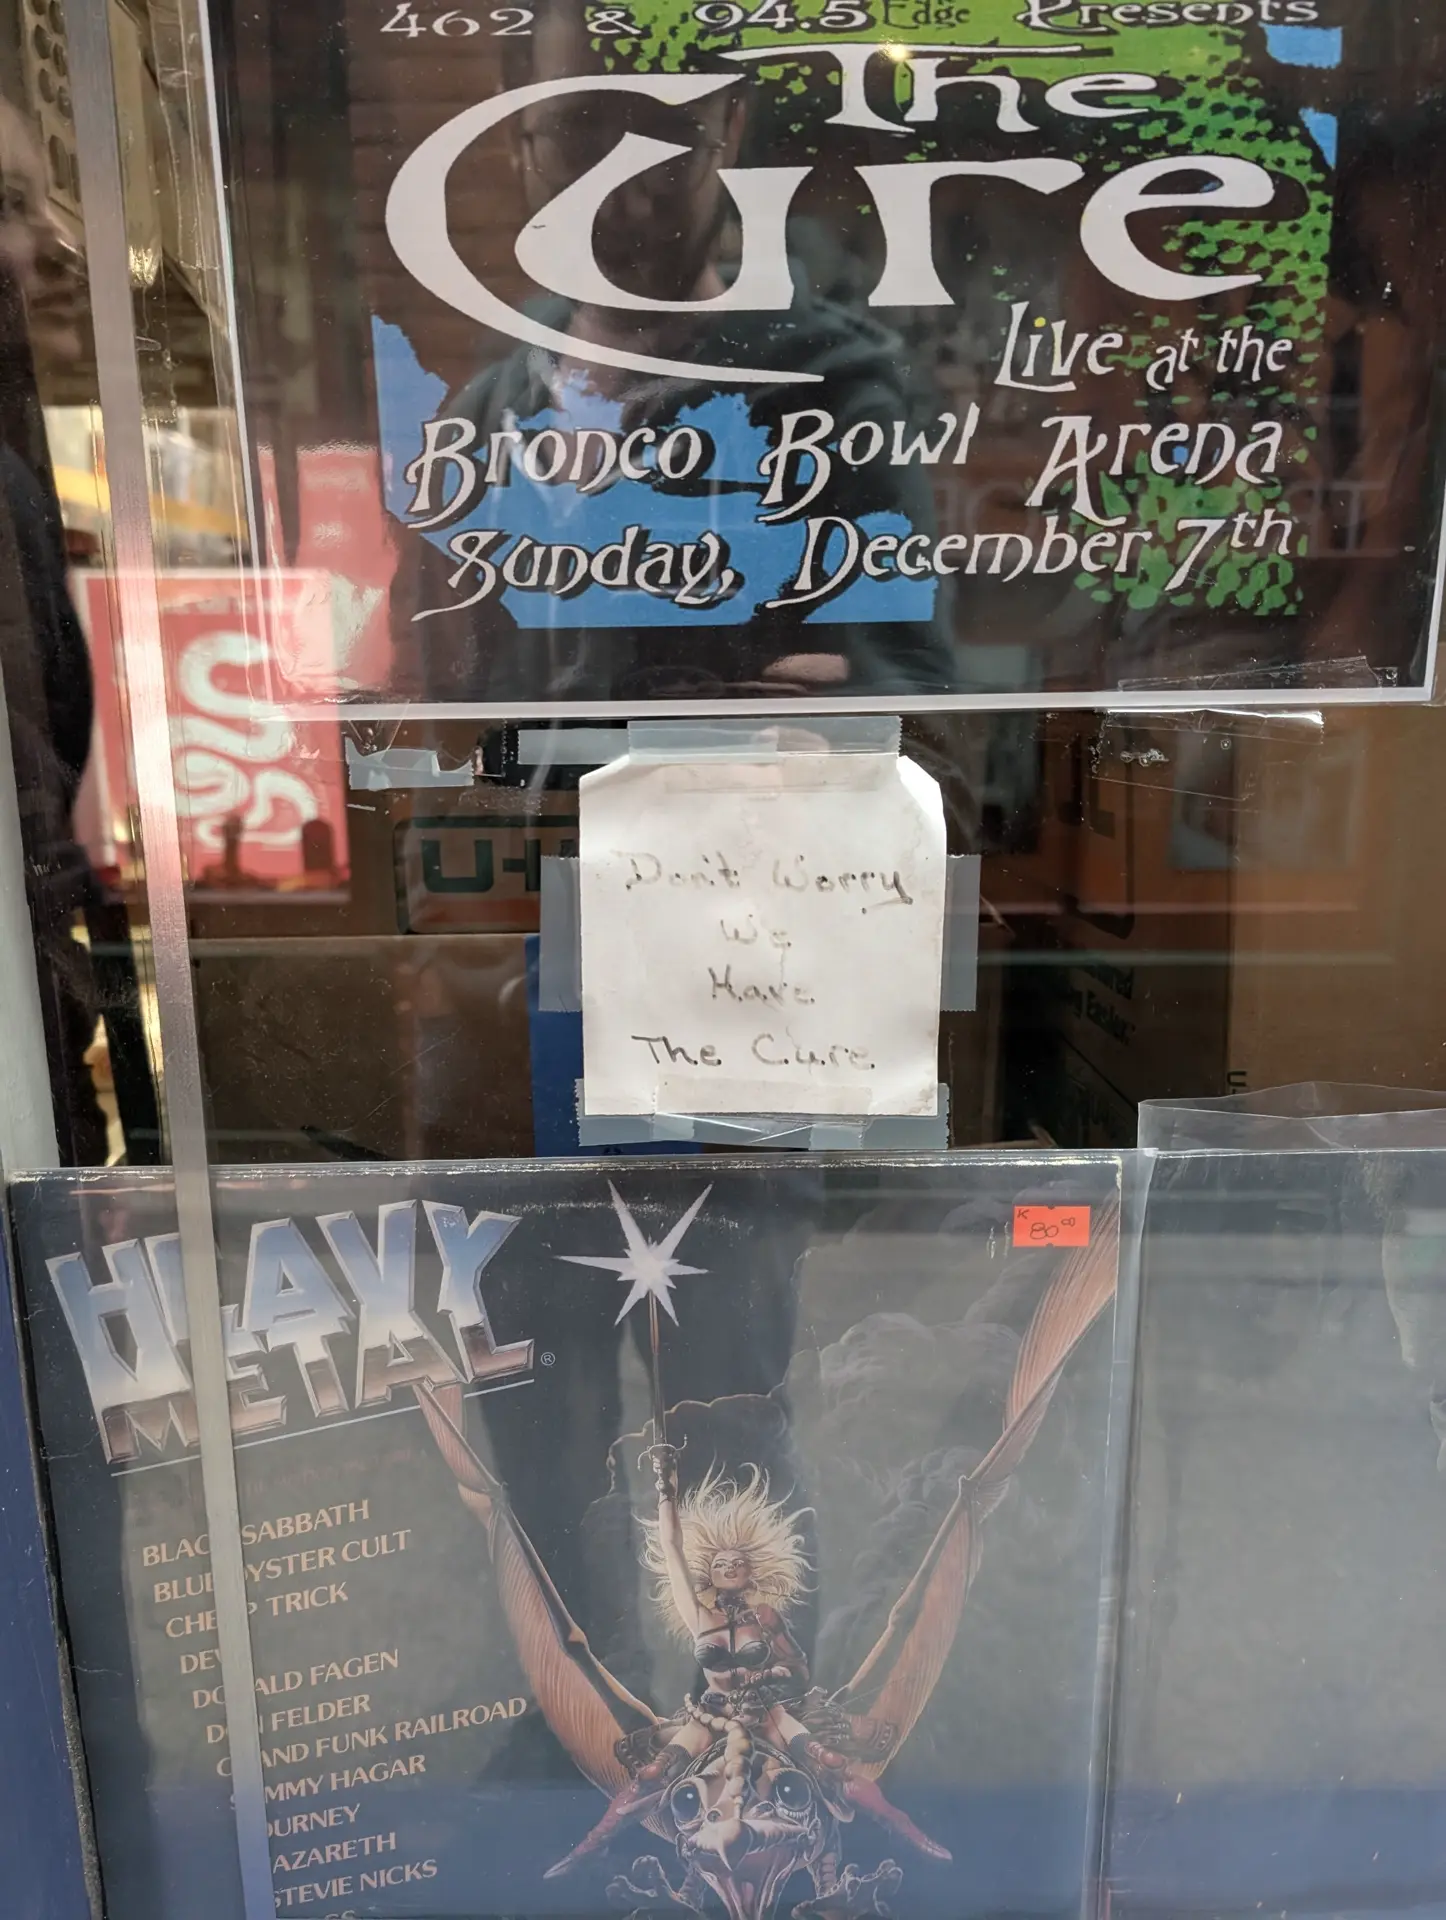 462 & 94.5 Edge Presents
The
Cure
Live at the
Bronco Bowl Arena
Sunday, December 7th
Don't Worry
We
Have
The Cure
K 80.00
HEAVY
METAL®
BLACK SABBATH
BLUE OYSTER CULT
CHEAP TRICK
DEV
DONALD FAGEN
DON FELDER
GRAND FUNK RAILROAD
SAMMY HAGAR
JOURNEY
NAZARETH
STEVIE NICKS